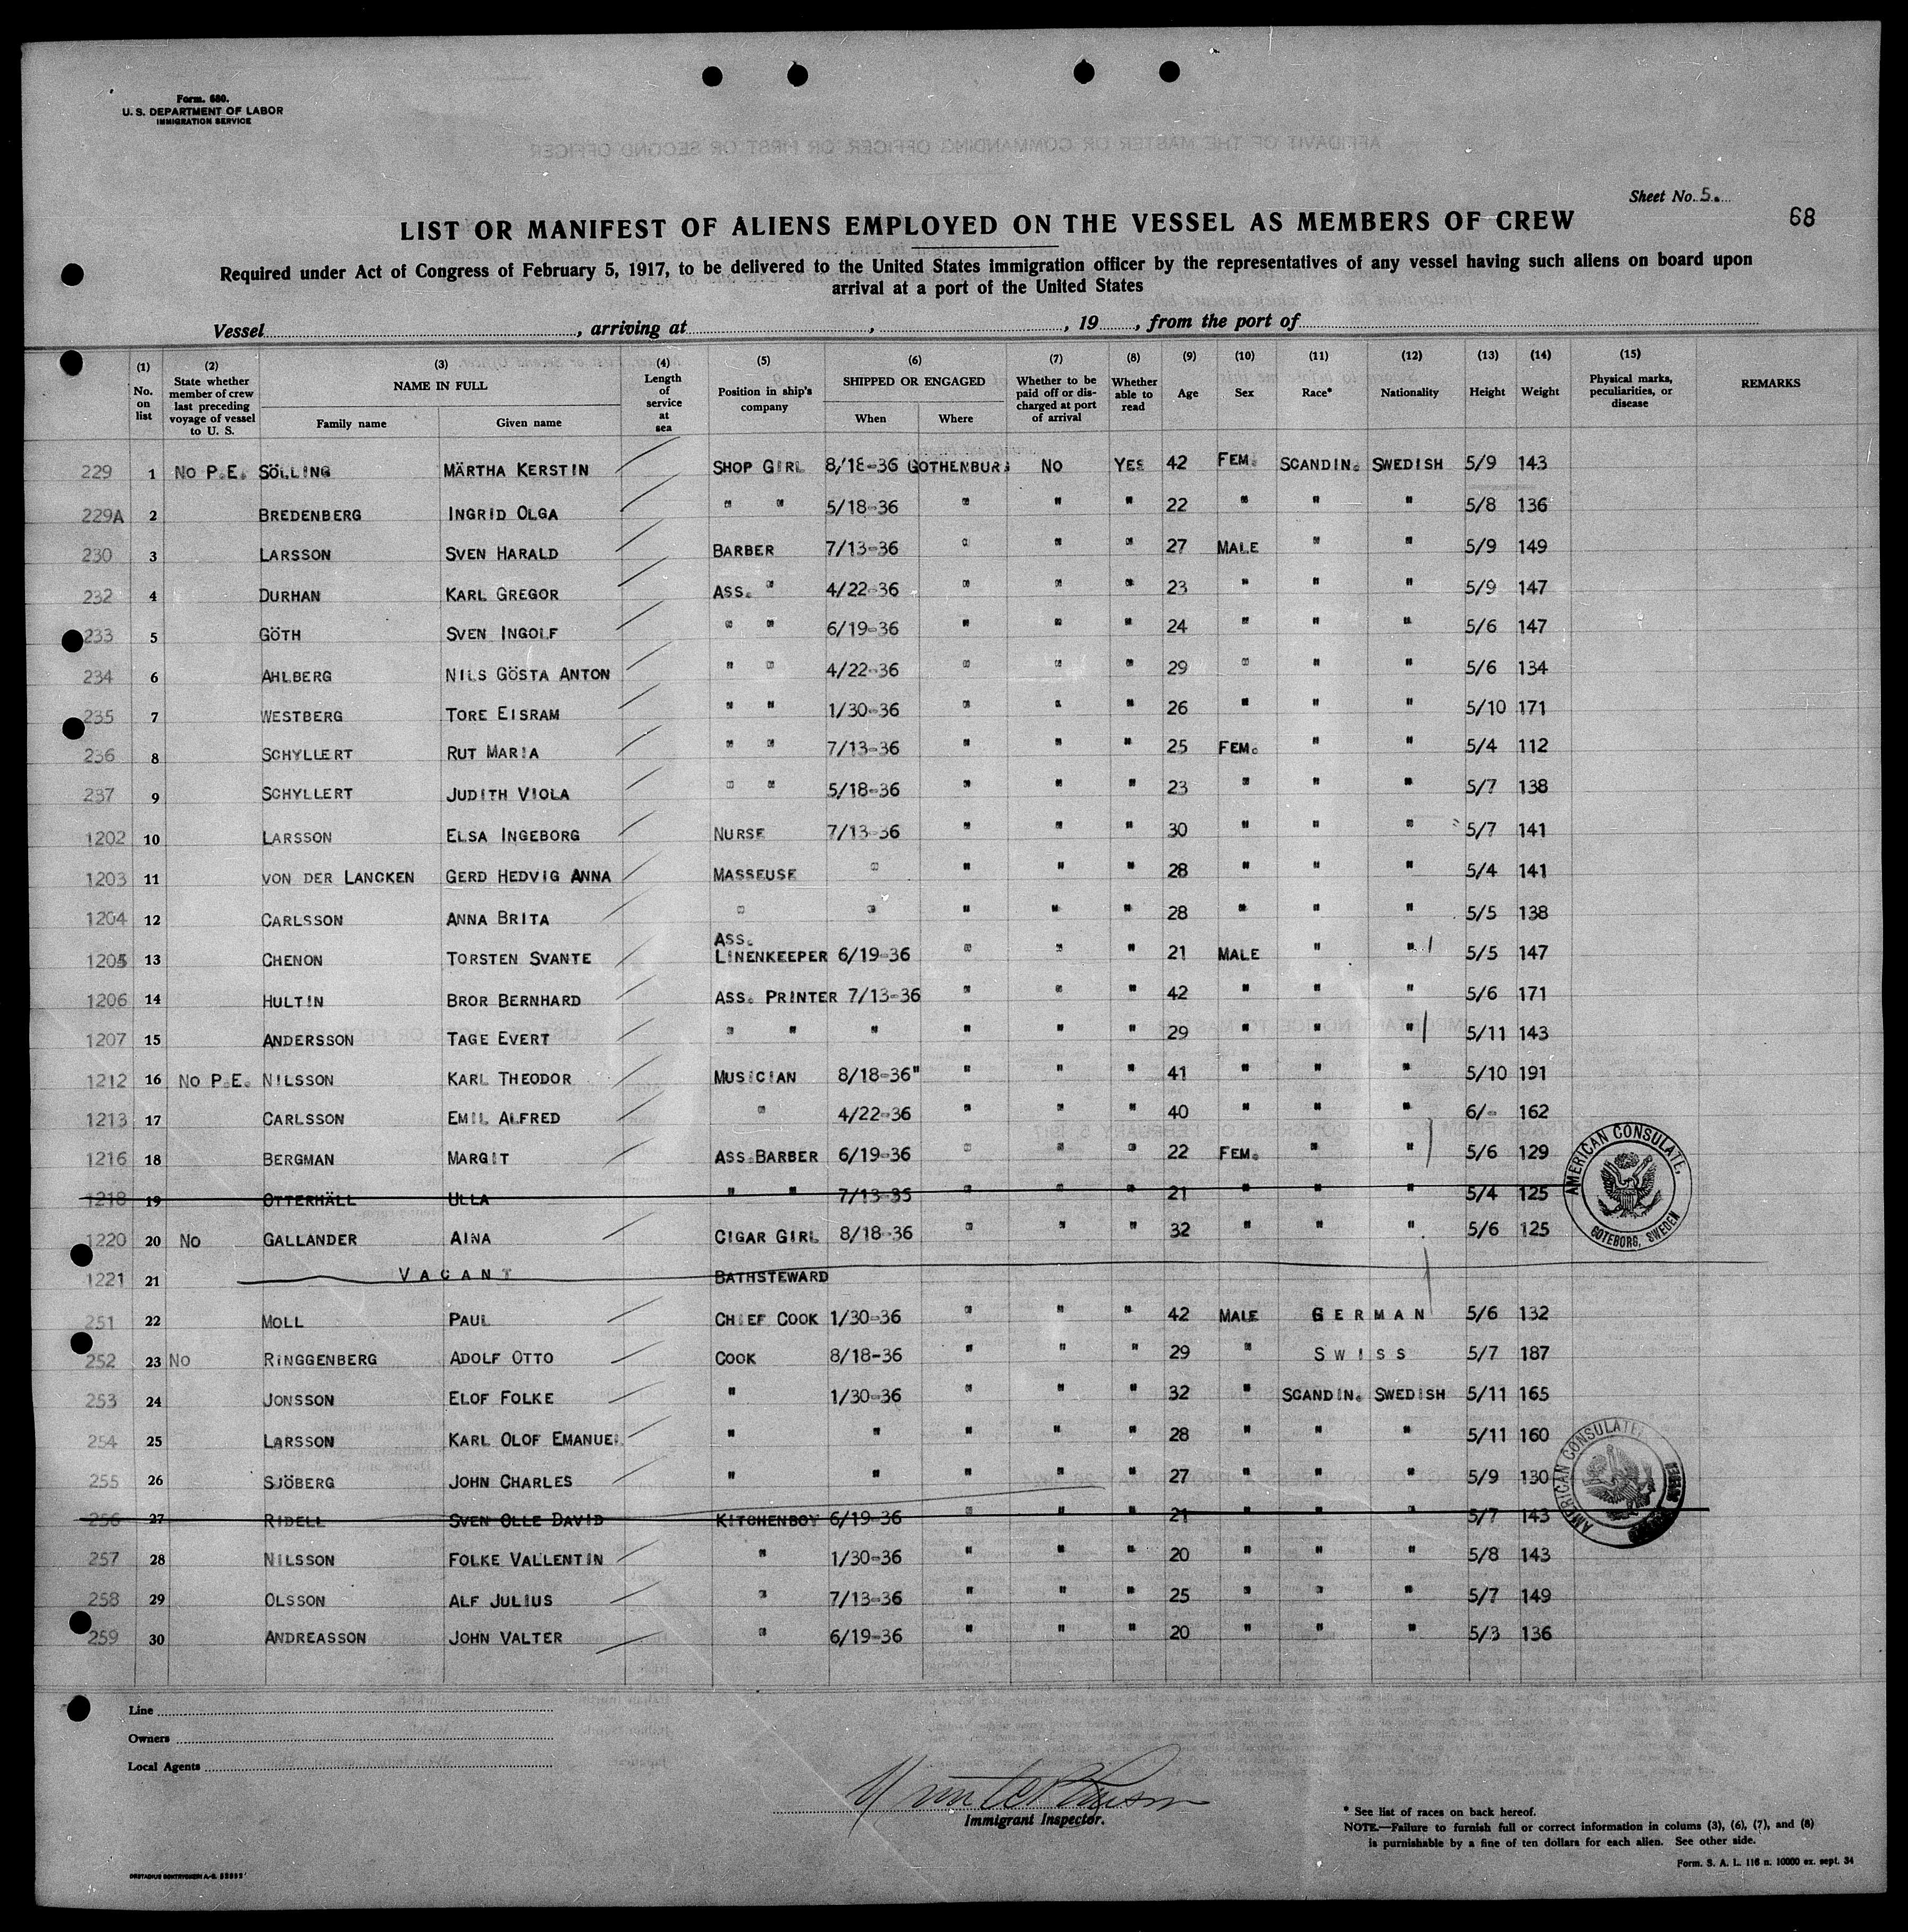 Form. 680.
U. S. DEPARTMENT OF LABOR
IMMIGRATION SERVICE
Sheet No. 5.
68
LIST OR MANIFEST OF ALIENS EMPLOYED ON THE VESSEL AS MEMBERS OF CREW
Required under Act of Congress of February 5, 1917, to be delivered to the United States immigration officer by the representatives of any vessel having such aliens on board upon
arrival at a port of the United States
Vessel , arriving at , , 19 , from the port of
(1) No. on list
(2) State whether member of crew last preceding voyage of vessel to U. S.
(3) NAME IN FULL
Family name Given name
(4) Length of service at sea
(5) Position in ship's company
(6) SHIPPED OR ENGAGED
When Where
(7) Whether to be paid off or discharged at port of arrival
(8) Whether able to read
(9) Age
(10) Sex
(11) Race*
(12) Nationality
(13) Height
(14) Weight
(15) Physical marks, peculiarities, or disease
REMARKS
229 1 NO P.E. SÖLLING MÄRTHA KERSTIN SHOP GIRL 8/18-36 GOTHENBURG NO YES 42 FEM. SCANDIN. SWEDISH 5/9 143
229A 2 BREDENBERG INGRID OLGA " " 5/18-36 " " " 22 " " " 5/8 136
230 3 LARSSON SVEN HARALD BARBER 7/13-36 " " " 27 MALE " " 5/9 149
232 4 DURHAN KARL GREGOR ASS. " 4/22-36 " " " 23 " " " 5/9 147
233 5 GÖTH SVEN INGOLF " " 6/19-36 " " " 24 " " " 5/6 147
234 6 AHLBERG NILS GÖSTA ANTON " " 4/22-36 " " " 29 " " " 5/6 134
235 7 WESTBERG TORE EISRAM " " 1/30-36 " " " 26 " " " 5/10 171
236 8 SCHYLLERT RUT MARIA " " 7/13-36 " " " 25 FEM. " " 5/4 112
237 9 SCHYLLERT JUDITH VIOLA " " 5/18-36 " " " 23 " " " 5/7 138
1202 10 LARSSON ELSA INGEBORG NURSE 7/13-36 " " " 30 " " " 5/7 141
1203 11 VON DER LANCKEN GERD HEDVIG ANNA MASSEUSE " " " " 28 " " " 5/4 141
1204 12 CARLSSON ANNA BRITA " " " " " 28 " " " 5/5 138
1205 13 CHENON TORSTEN SVANTE ASS. LINENKEEPER 6/19-36 " " " 21 MALE " " 5/5 147
1206 14 HULTIN BROR BERNHARD ASS. PRINTER 7/13-36 " " " 42 " " " 5/6 171
1207 15 ANDERSSON TAGE EVERT " " " " " " 29 " " " 5/11 143
1212 16 NO P.E. NILSSON KARL THEODOR MUSICIAN 8/18-36" " " " 41 " " " 5/10 191
1213 17 CARLSSON EMIL ALFRED " 4/22-36 " " " 40 " " " 6/- 162
1216 18 BERGMAN MARGIT ASS.BARBER 6/19-36 " " " 22 FEM. " " 5/6 129
1218 19 OTTERHÄLL ULLA " " 7/13-35 " " " 21 " " " 5/4 125
1220 20 NO GALLANDER AINA CIGAR GIRL 8/18-36 " " " 32 " " " 5/6 125
1221 21 VACANT BATHSTEWARD
251 22 MOLL PAUL CHIEF COOK 1/30-36 " " " 42 MALE GERMAN 5/6 132
252 23 NO RINGGENBERG ADOLF OTTO COOK 8/18-36 " " " 29 " SWISS 5/7 187
253 24 JONSSON ELOF FOLKE " 1/30-36 " " " 32 " SCANDIN. SWEDISH 5/11 165
254 25 LARSSON KARL OLOF EMANUEL " " " " " 28 " " " 5/11 160
255 26 SJÖBERG JOHN CHARLES " " " " " 27 " " " 5/9 130
256 27 RIDELL SVEN OLLE DAVID KITCHENBOY 6/19-36 " " " 21 " " " 5/7 143
257 28 NILSSON FOLKE VALLENTIN " 1/30-36 " " " 20 " " " 5/8 143
258 29 OLSSON ALF JULIUS " 7/13-36 " " " 25 " " " 5/7 149
259 30 ANDREASSON JOHN VALTER " 6/19-36 " " " 20 " " " 5/3 136
AMERICAN CONSULATE,
GOTEBORG, SWEDEN
AMERICAN CONSULATE
Line
Owners
Local Agents
Immigrant Inspector.
* See list of races on back hereof.
NOTE.—Failure to furnish full or correct information in colums (3), (6), (7), and (8)
is purnishable by a fine of ten dollars for each alien. See other side.
Form. S. A. L. 116 n. 10000 ex. sept. 34